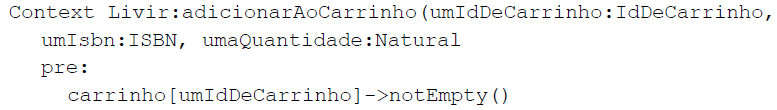 Context Livir:adicionarAoCarrinho(umIdDeCarrinho:IdDeCarrinho,
umIsbn:ISBN, umaQuantidade:Natural
pre:
carrinho[umIdDeCarrinho]->notEmpty()